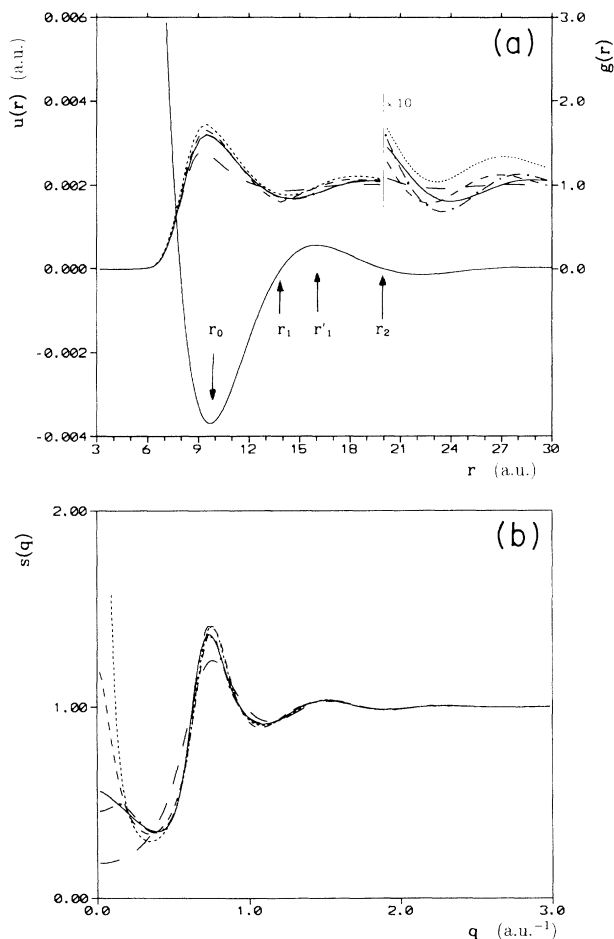 (a)
u(r) (a.u.)
g(r)
0.006
0.004
0.002
0.000
-0.002
-0.004
3.0
2.0
1.0
0.0
× 10
r₀
r₁
r'₁
r₂
3 6 9 12 15 18 21 24 27 30
r (a.u.)
(b)
s(q)
2.00
1.00
0.00
0.0 1.0 2.0 3.0
q (a.u.⁻¹)